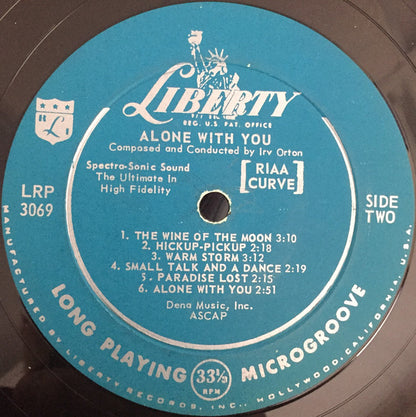 LIBERTY
REG. U.S. PAT. OFFICE
ALONE WITH YOU
Composed and Conducted by Irv Orton
Spectra-Sonic Sound
The Ultimate In
High Fidelity
[RIAA
CURVE]
LRP
3069
SIDE
TWO
1. THE WINE OF THE MOON 3:10
2. HICKUP-PICKUP 2:18
3. WARM STORM 3:12
4. SMALL TALK AND A DANCE 2:19
5. PARADISE LOST 2:15
6. ALONE WITH YOU 2:51
Dena Music, Inc.
ASCAP
LONG PLAYING 33⅓ RPM MICROGROOVE
MANUFACTURED BY LIBERTY RECORDS, INC., HOLLYWOOD, CALIFORNIA, U.S.A.